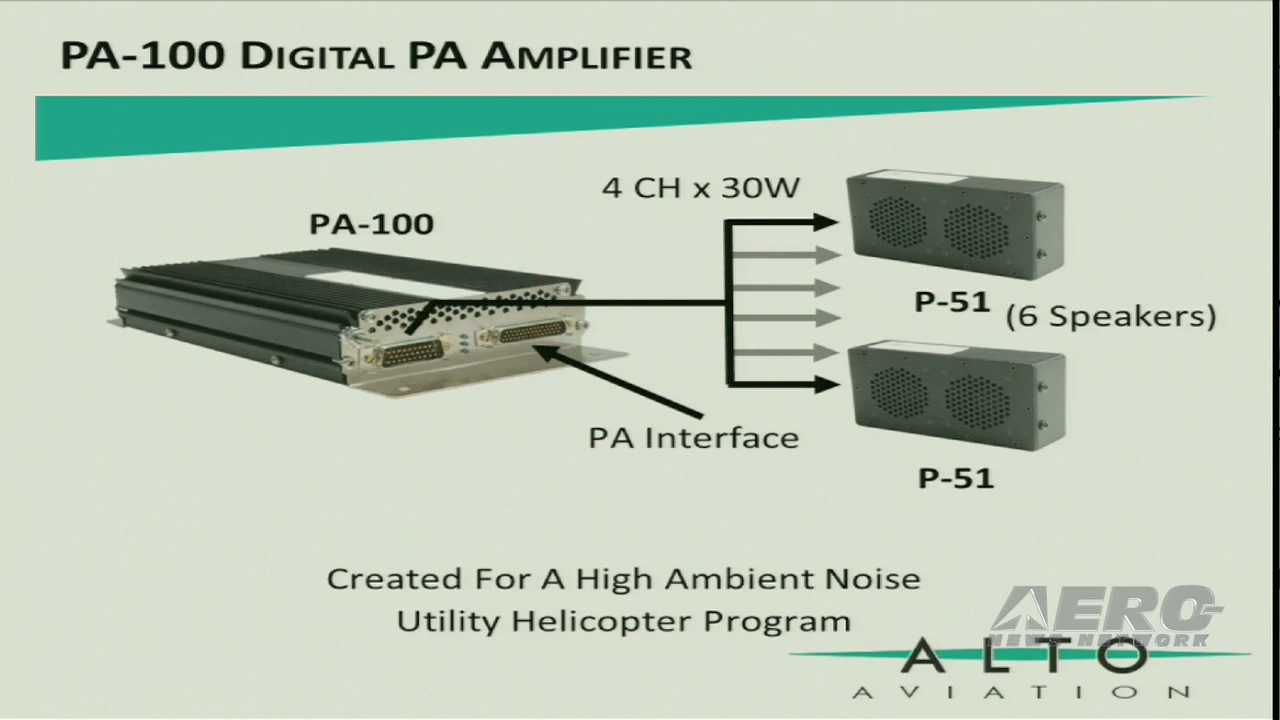 PA-100 DIGITAL PA AMPLIFIER
4 CH x 30W
PA-100
P-51 (6 Speakers)
PA Interface
P-51
Created For A High Ambient Noise
Utility Helicopter Program
AERO
NEWS NETWORK
ALTO
AVIATION